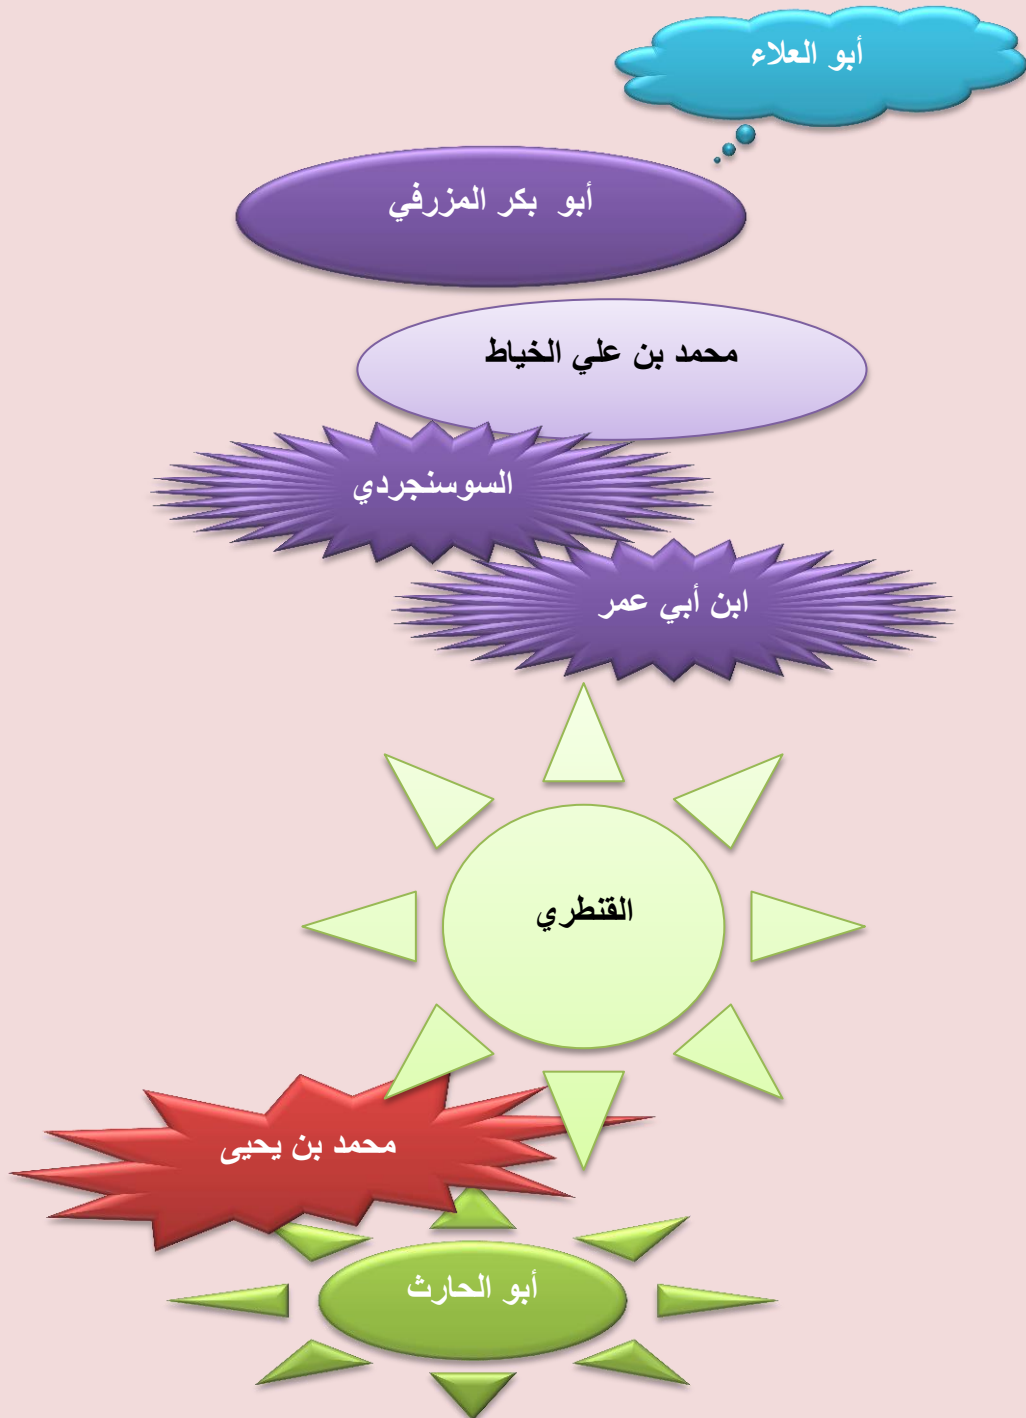 أبو العلاء
أبو بكر المزرفي
محمد بن علي الخياط
السوسنجردي
ابن أبي عمر
القنطري
محمد بن يحيى
أبو الحارث